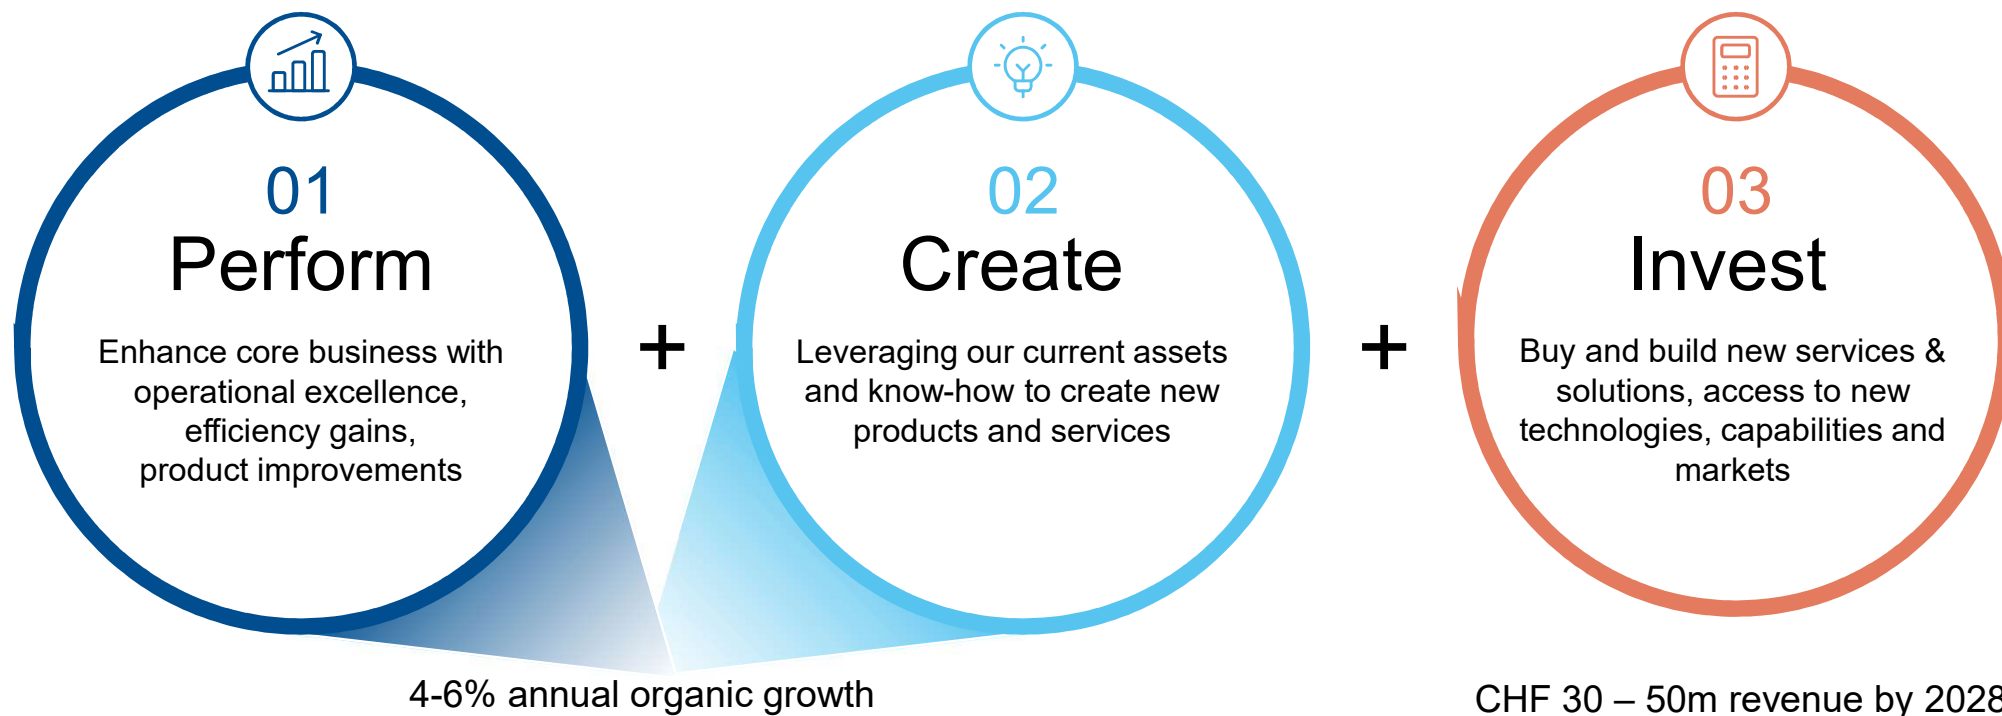 01
Perform
Enhance core business with
operational excellence,
efficiency gains,
product improvements
+
02
Create
Leveraging our current assets
and know-how to create new
products and services
+
03
Invest
Buy and build new services &
solutions, access to new
technologies, capabilities and
markets
4-6% annual organic growth
CHF 30 – 50m revenue by 2028